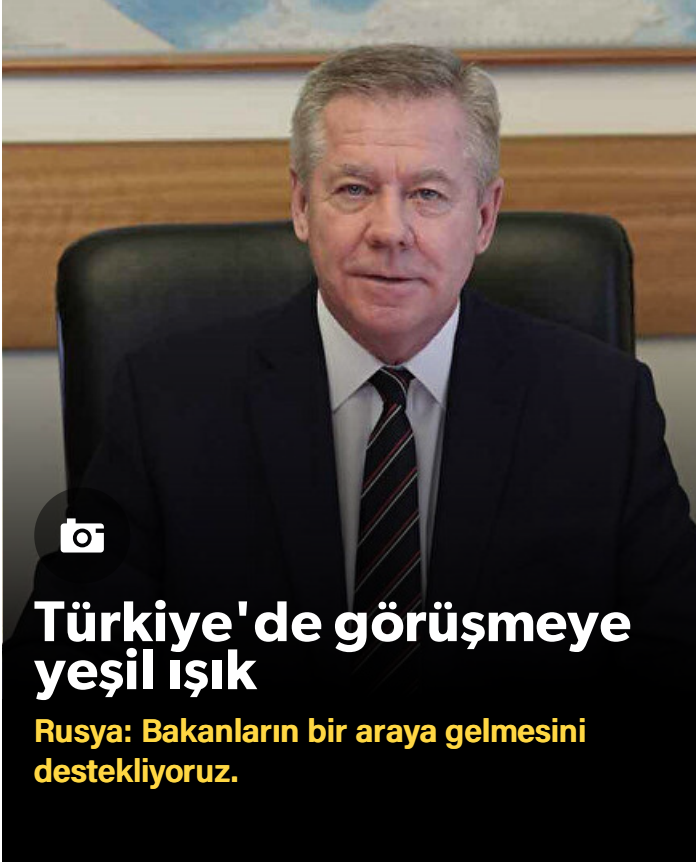 Türkiye'de görüşmeye
yeşil ışık
Rusya: Bakanların bir araya gelmesini
destekliyoruz.